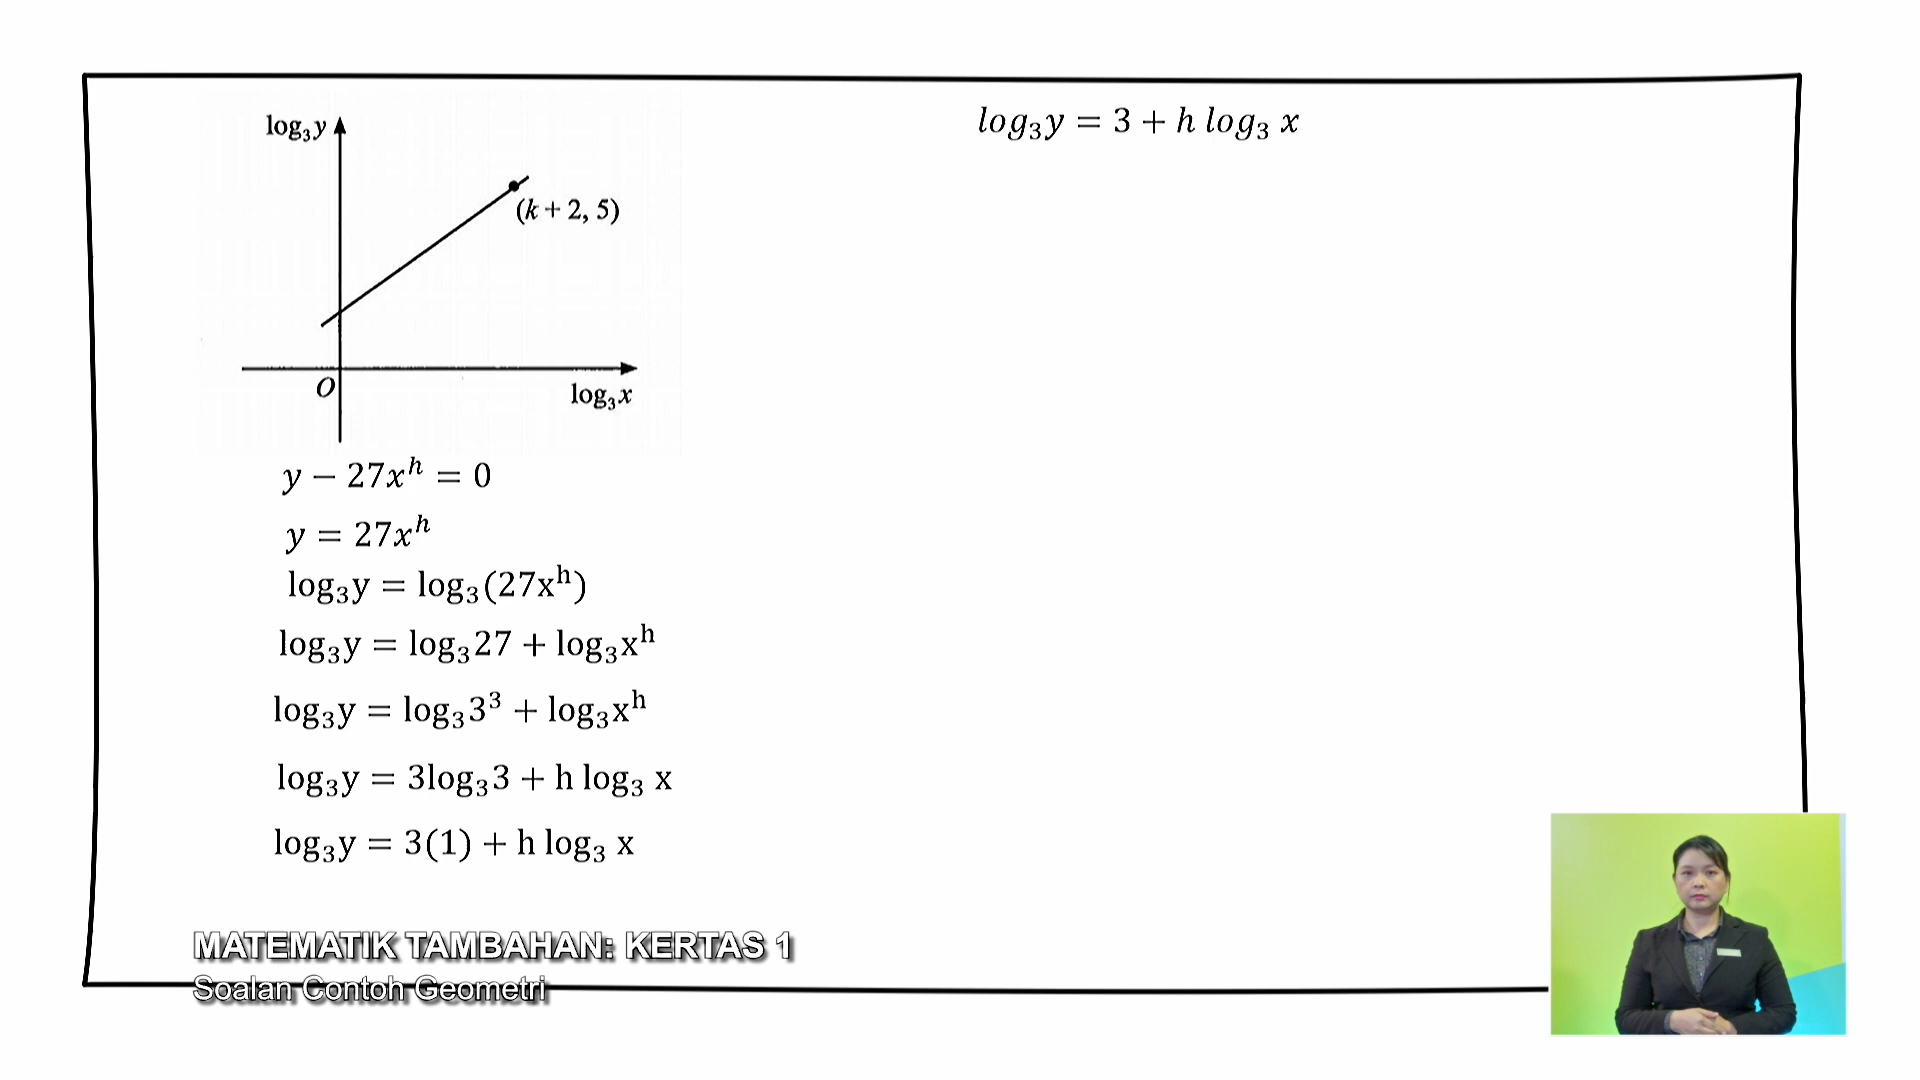 log₃y
(k + 2, 5)
O
log₃x
y − 27xʰ = 0
y = 27xʰ
log₃y = log₃(27xʰ)
log₃y = log₃27 + log₃xʰ
log₃y = log₃3³ + log₃xʰ
log₃y = 3log₃3 + h log₃ x
log₃y = 3(1) + h log₃ x
log₃y = 3 + h log₃ x
MATEMATIK TAMBAHAN: KERTAS 1
Soalan Contoh Geometri